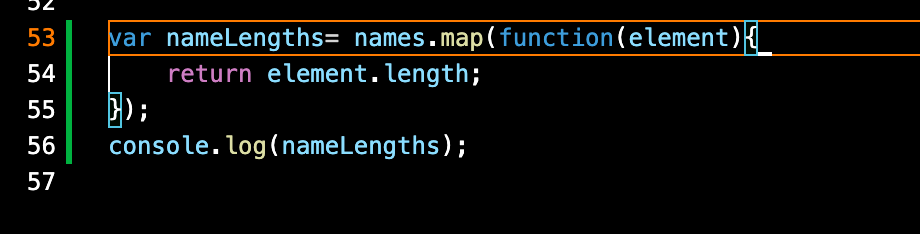 52
53 var nameLengths= names.map(function(element){
54 return element.length;
55 });
56 console.log(nameLengths);
57